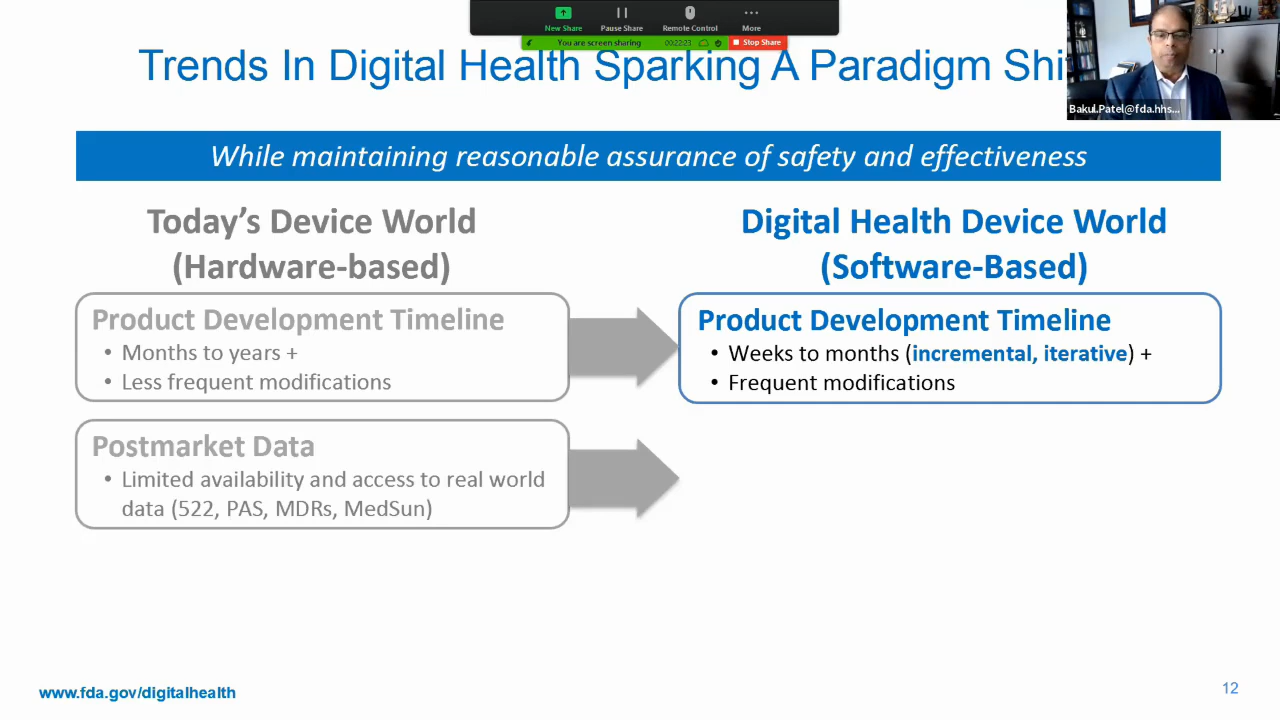 New Share
Pause Share
Remote Control
More
You are screen sharing
00:22:23
Stop Share
Trends In Digital Health Sparking A Paradigm
Bakul.Patel@fda.hhs...
While maintaining reasonable assurance of safety and effectiveness
Today's Device World
(Hardware-based)
Product Development Timeline
• Months to years +
• Less frequent modifications
Postmarket Data
• Limited availability and access to real world
data (522, PAS, MDRs, MedSun)
Digital Health Device World
(Software-Based)
Product Development Timeline
• Weeks to months (incremental, iterative) +
• Frequent modifications
www.fda.gov/digitalhealth
12